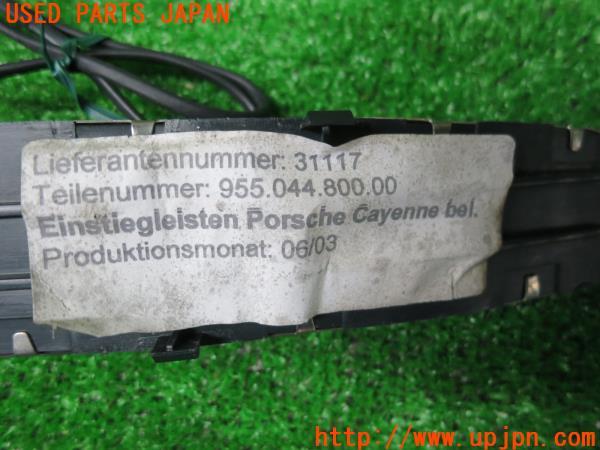 USED PARTS JAPAN
Lieferantennummer: 31117
Teilenummer: 955.044.800.00
Einstiegleisten Porsche Cayenne bel.
Produktionsmonat: 06/03
UPJ
http://www.upjpn.com/